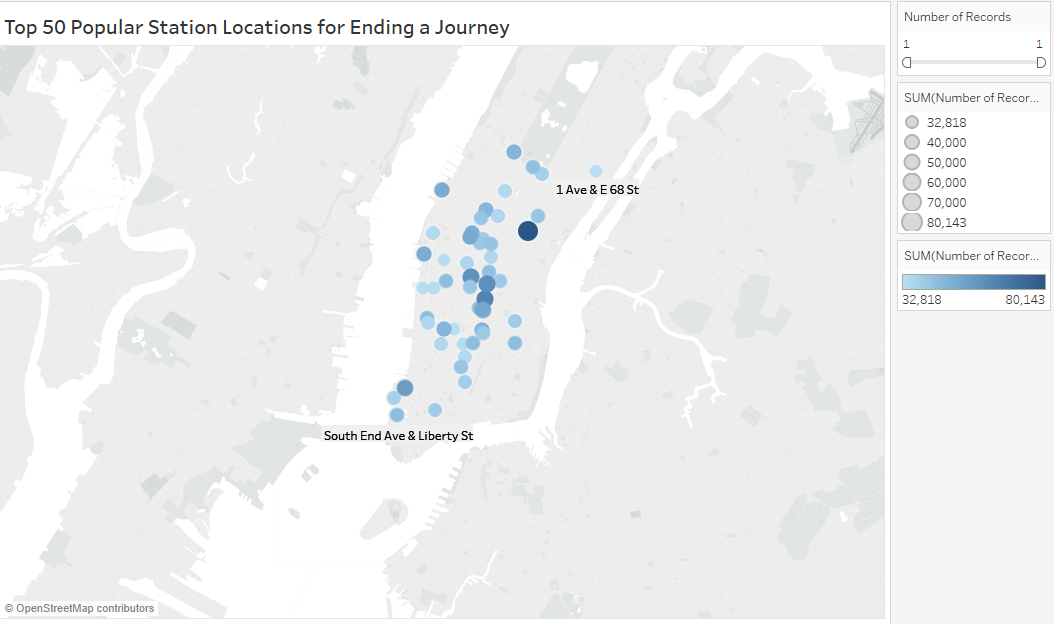 Top 50 Popular Station Locations for Ending a Journey
1 Ave & E 68 St
South End Ave & Liberty St
© OpenStreetMap contributors
Number of Records
1 1
SUM(Number of Recor...
32,818
40,000
50,000
60,000
70,000
80,143
SUM(Number of Recor...
32,818 80,143